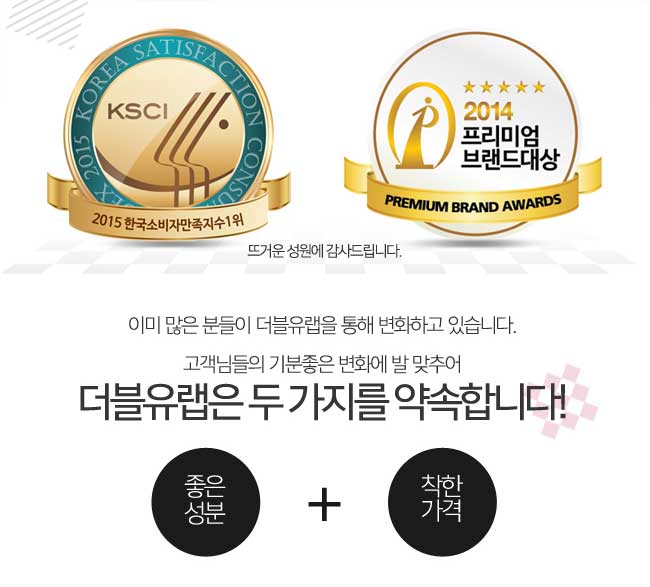 KOREA SATISFACTION CONSU
EX 2015
KSCI
2015 한국소비자만족지수1위
★★★★★
2014
프리미엄
브랜드대상
PREMIUM BRAND AWARDS
뜨거운 성원에 감사드립니다.
이미 많은 분들이 더블유랩을 통해 변화하고 있습니다.
고객님들의 기분좋은 변화에 발 맞추어
더블유랩은 두 가지를 약속합니다!
좋은
성분
+
착한
가격